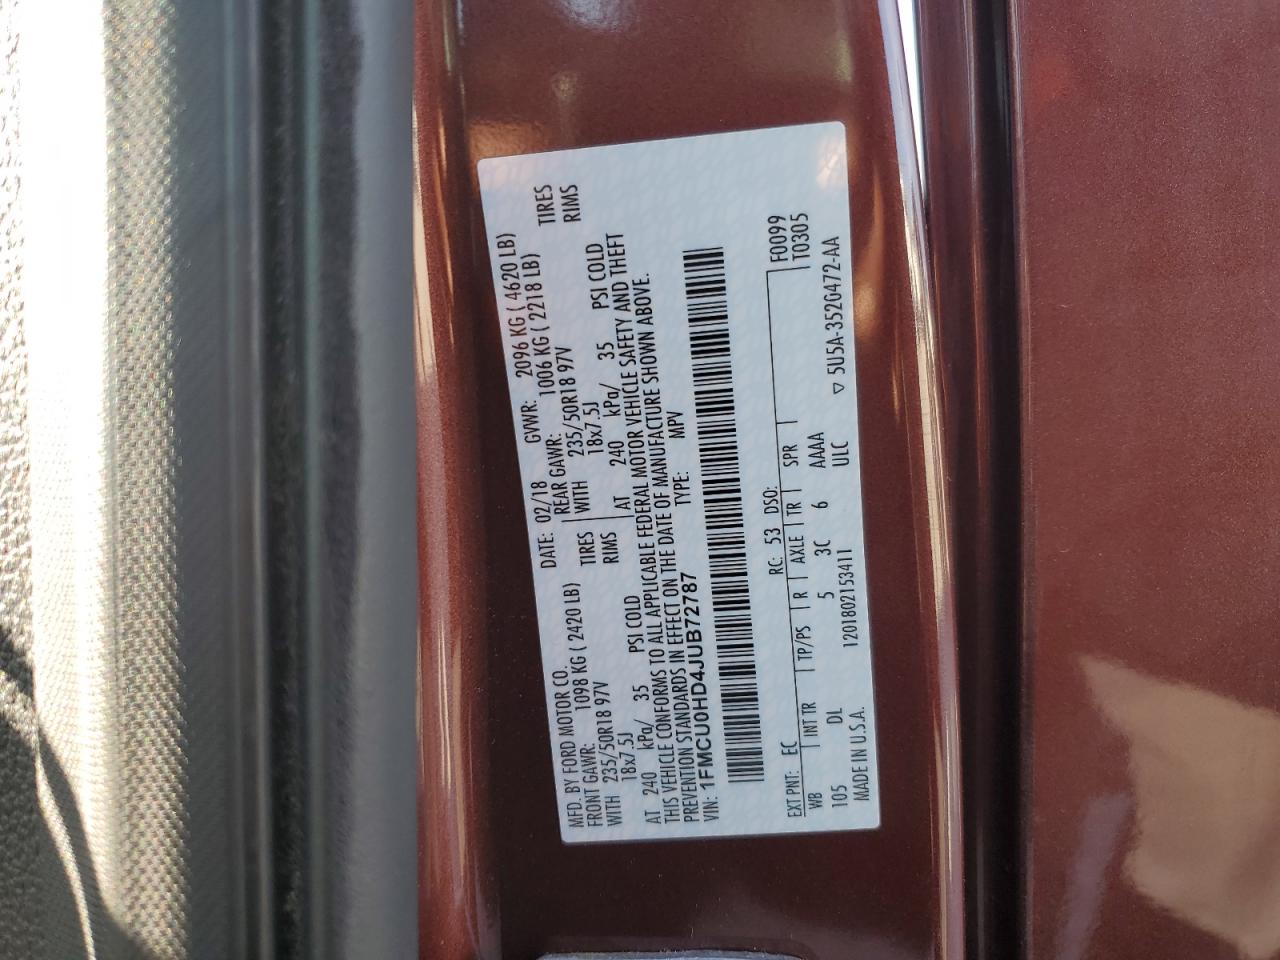 MFD. BY FORD MOTOR CO.
DATE: 02/18 GVWR: 2096 KG ( 4620 LB)
FRONT GAWR: 1098 KG ( 2420 LB) REAR GAWR: 1006 KG ( 2218 LB)
WITH 235/50R18 97V TIRES WITH 235/50R18 97V TIRES
18x7.5J RIMS 18x7.5J RIMS
AT 240 kPa/ 35 PSI COLD AT 240 kPa/ 35 PSI COLD
THIS VEHICLE CONFORMS TO ALL APPLICABLE FEDERAL MOTOR VEHICLE SAFETY AND THEFT
PREVENTION STANDARDS IN EFFECT ON THE DATE OF MANUFACTURE SHOWN ABOVE.
VIN: 1FMCU0HD4JUB72787 TYPE: MPV
F0099
EXT PNT: EC RC: 53 DSO: T0305
WB INT TR TP/PS R AXLE TR SPR
105 DL 5 3C 6 AAAA ▽ 5U5A-3520472-AA
MADE IN U.S.A. 1201802153411 ULC